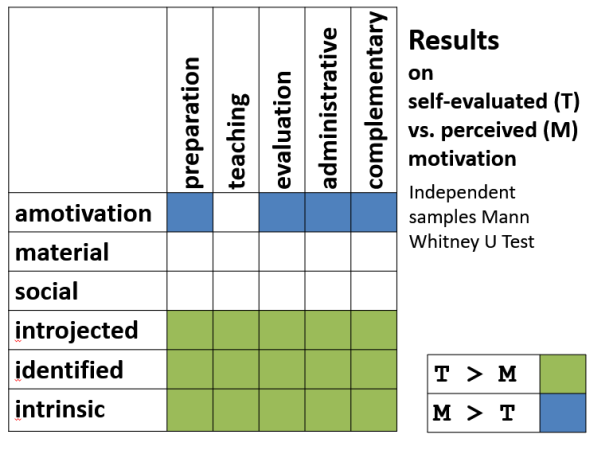 preparation
teaching
evaluation
administrative
complementary
amotivation
material
social
introjected
identified
intrinsic
Results
on
self-evaluated (T)
vs. perceived (M)
motivation
Independent
samples Mann
Whitney U Test
T > M
M > T